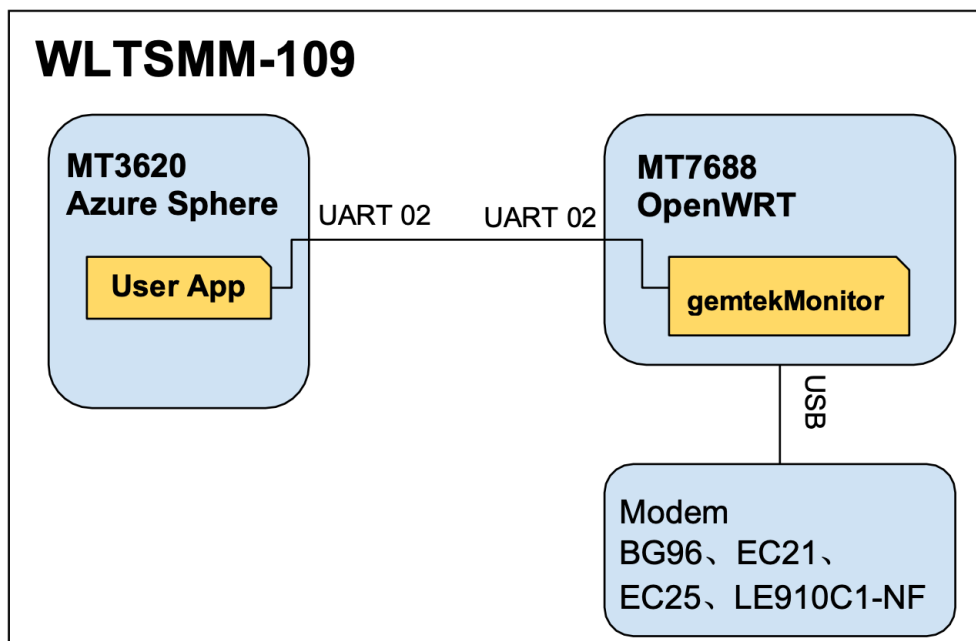 WLTSMM-109
MT3620
Azure Sphere
User App
UART 02
UART 02
MT7688
OpenWRT
gemtekMonitor
USB
Modem
BG96、EC21、
EC25、LE910C1-NF